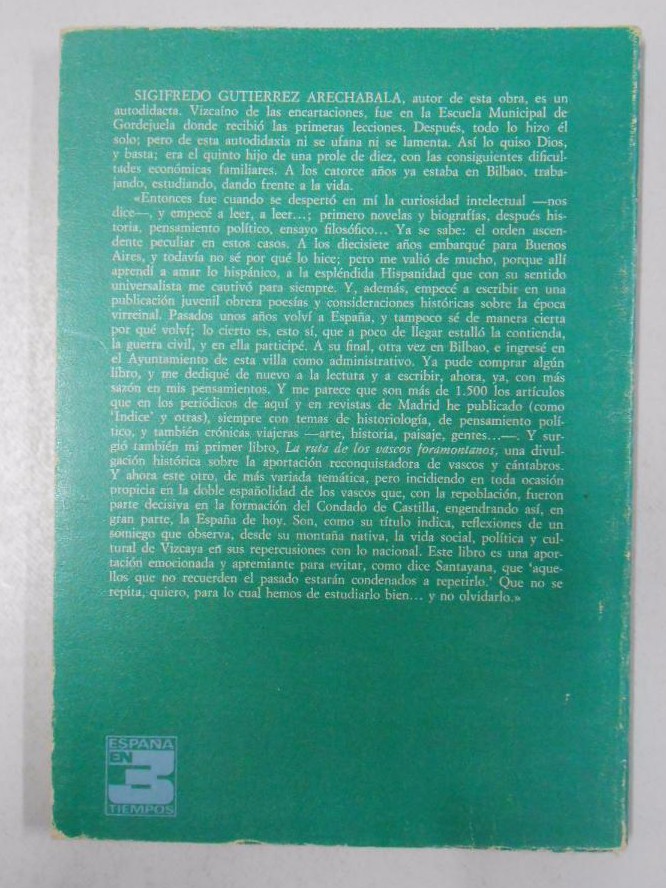 SIGIFREDO GUTIERREZ ARECHABALA, autor de esta obra, es un
autodidacta. Vizcaíno de las encartaciones, fue en la Escuela Municipal de
Gordejuela donde recibió las primeras lecciones. Después, todo lo hizo él
solo; pero de esta autodidaxia ni se ufana ni se lamenta. Así lo quiso Dios,
y basta; era el quinto hijo de una prole de diez, con las consiguientes dificul-
tades económicas familiares. A los catorce años ya estaba en Bilbao, traba-
jando, estudiando, dando frente a la vida.
«Entonces fue cuando se despertó en mí la curiosidad intelectual —nos
dice—, y empecé a leer, a leer...; primero novelas y biografías, después his-
toria, pensamiento político, ensayo filosófico... Ya se sabe: el orden ascen-
dente peculiar en estos casos. A los diecisiete años embarqué para Buenos
Aires, y todavía no sé por qué lo hice; pero me valió de mucho, porque allí
aprendí a amar lo hispánico, a la espléndida Hispanidad que con su sentido
universalista me cautivó para siempre. Y, además, empecé a escribir en una
publicación juvenil obrera poesías y consideraciones históricas sobre la época
virreinal. Pasados unos años volví a España, y tampoco sé de manera cierta
por qué volví; lo cierto es, esto sí, que a poco de llegar estalló la contienda,
la guerra civil, y en ella participé. A su final, otra vez en Bilbao, e ingresé en
el Ayuntamiento de esta villa como administrativo. Ya pude comprar algún
libro, y me dediqué de nuevo a la lectura y a escribir, ahora, ya, con más
sazón en mis pensamientos. Y me parece que son más de 1.500 los artículos
que en los periódicos de aquí y en revistas de Madrid he publicado (como
'Índice' y otras), siempre con temas de historiología, de pensamiento polí-
tico, y también crónicas viajeras —arte, historia, paisaje, gentes...—. Y sur-
gió también mi primer libro, La ruta de los vascos foramontanos, una divul-
gación histórica sobre la aportación reconquistadora de vascos y cántabros.
Y ahora este otro, de más variada temática, pero incidiendo en toda ocasión
propicia en la doble españolidad de los vascos que, con la repoblación, fueron
parte decisiva en la formación del Condado de Castilla, engendrando así, en
gran parte, la España de hoy. Son, como su título indica, reflexiones de un
somiego que observa, desde su montaña nativa, la vida social, política y cul-
tural de Vizcaya en sus repercusiones con lo nacional. Este libro es una apor-
tación emocionada y apremiante para evitar, como dice Santayana, que 'aque-
llos que no recuerden el pasado estarán condenados a repetirlo.' Que no se
repita, quiero, para lo cual hemos de estudiarlo bien... y no olvidarlo.»
ESPAÑA
EN
3
TIEMPOS